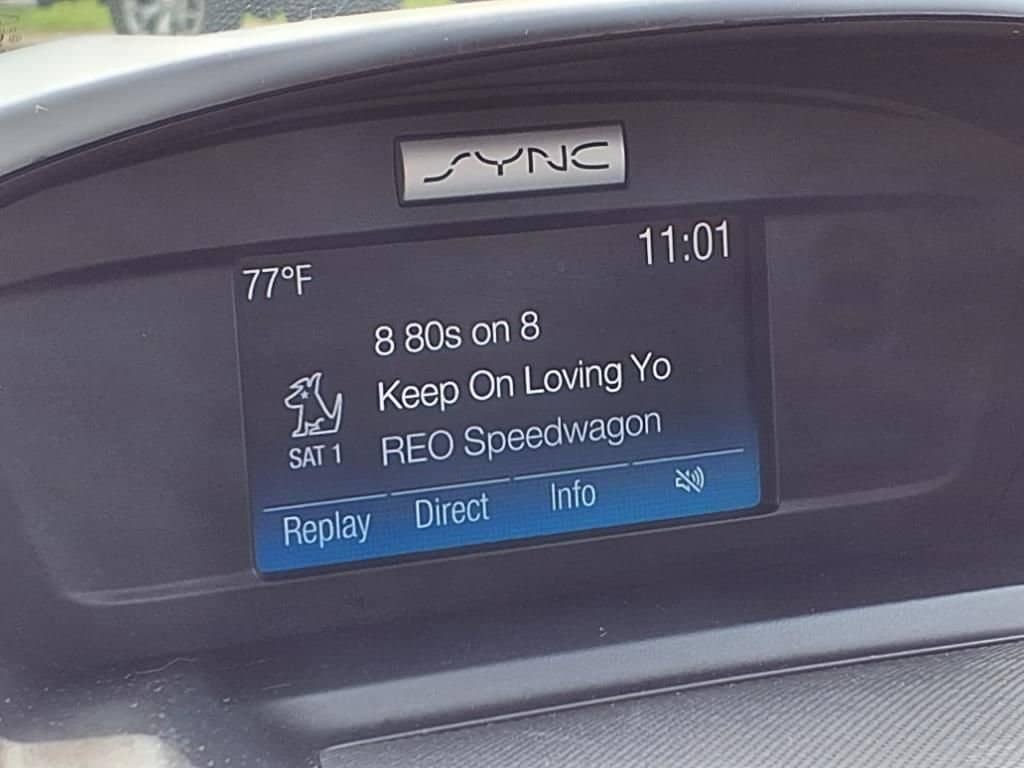 SYNC
77°F
11:01
8 80s on 8
Keep On Loving Yo
SAT 1
REO Speedwagon
Replay
Direct
Info